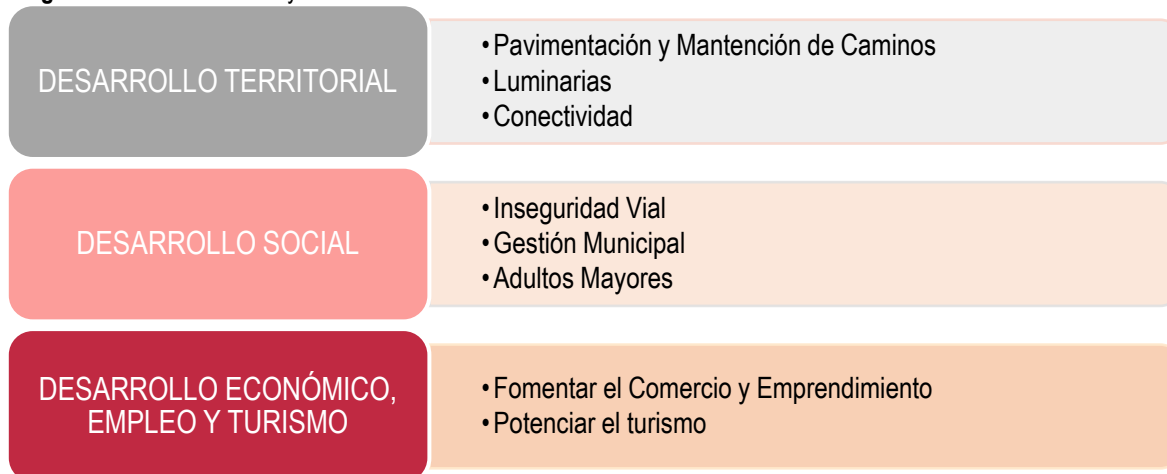 DESARROLLO TERRITORIAL
•Pavimentación y Mantención de Caminos
•Luminarias
•Conectividad
DESARROLLO SOCIAL
•Inseguridad Vial
•Gestión Municipal
•Adultos Mayores
DESARROLLO ECONÓMICO,
EMPLEO Y TURISMO
•Fomentar el Comercio y Emprendimiento
•Potenciar el turismo